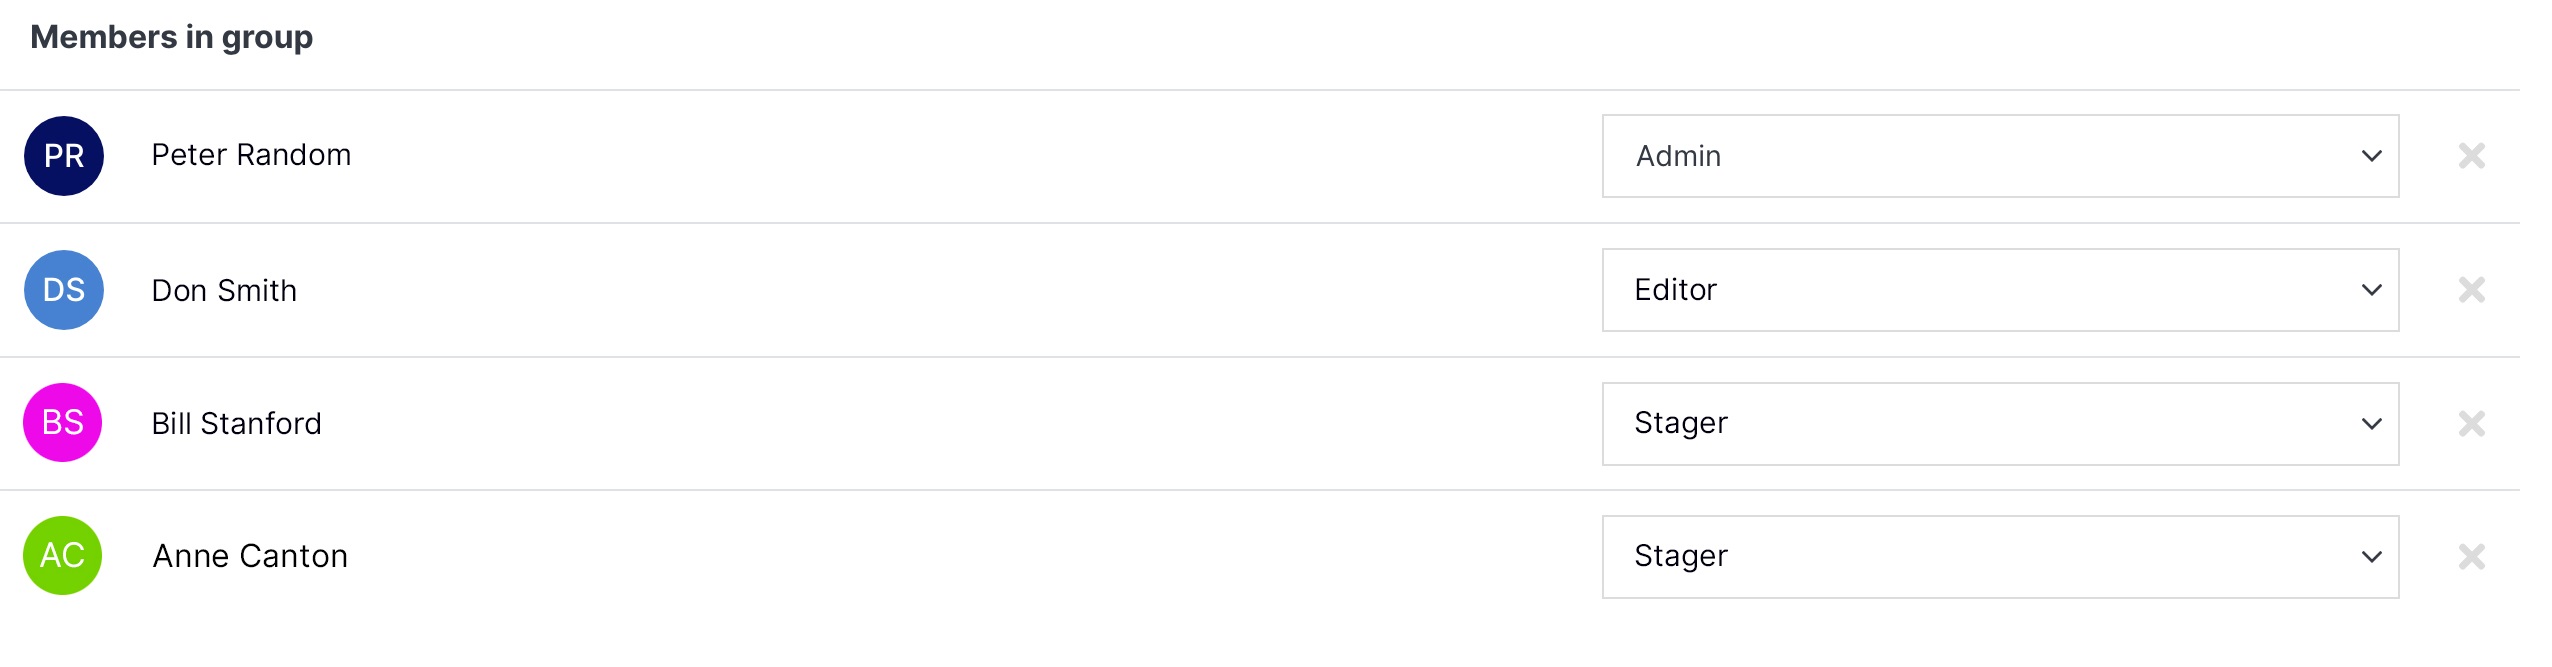 Members in group
PR Peter Random Admin
DS Don Smith Editor
BS Bill Stanford Stager
AC Anne Canton Stager